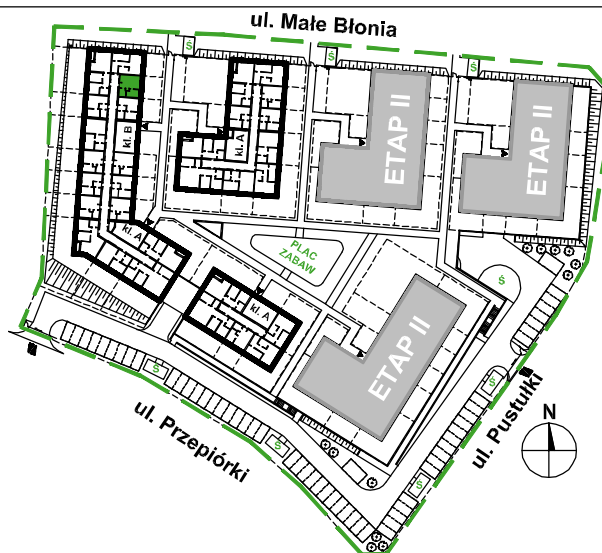 ul. Małe Błonia
Ś
Ś
Ś
kl. B
kl. A
ETAP II
ETAP II
kl. A
PLAC
ZABAW
Ś
kl. A
ETAP II
Ś
Ś
ul. Przepiórki
Ś
Ś
ul. Pustułki
N